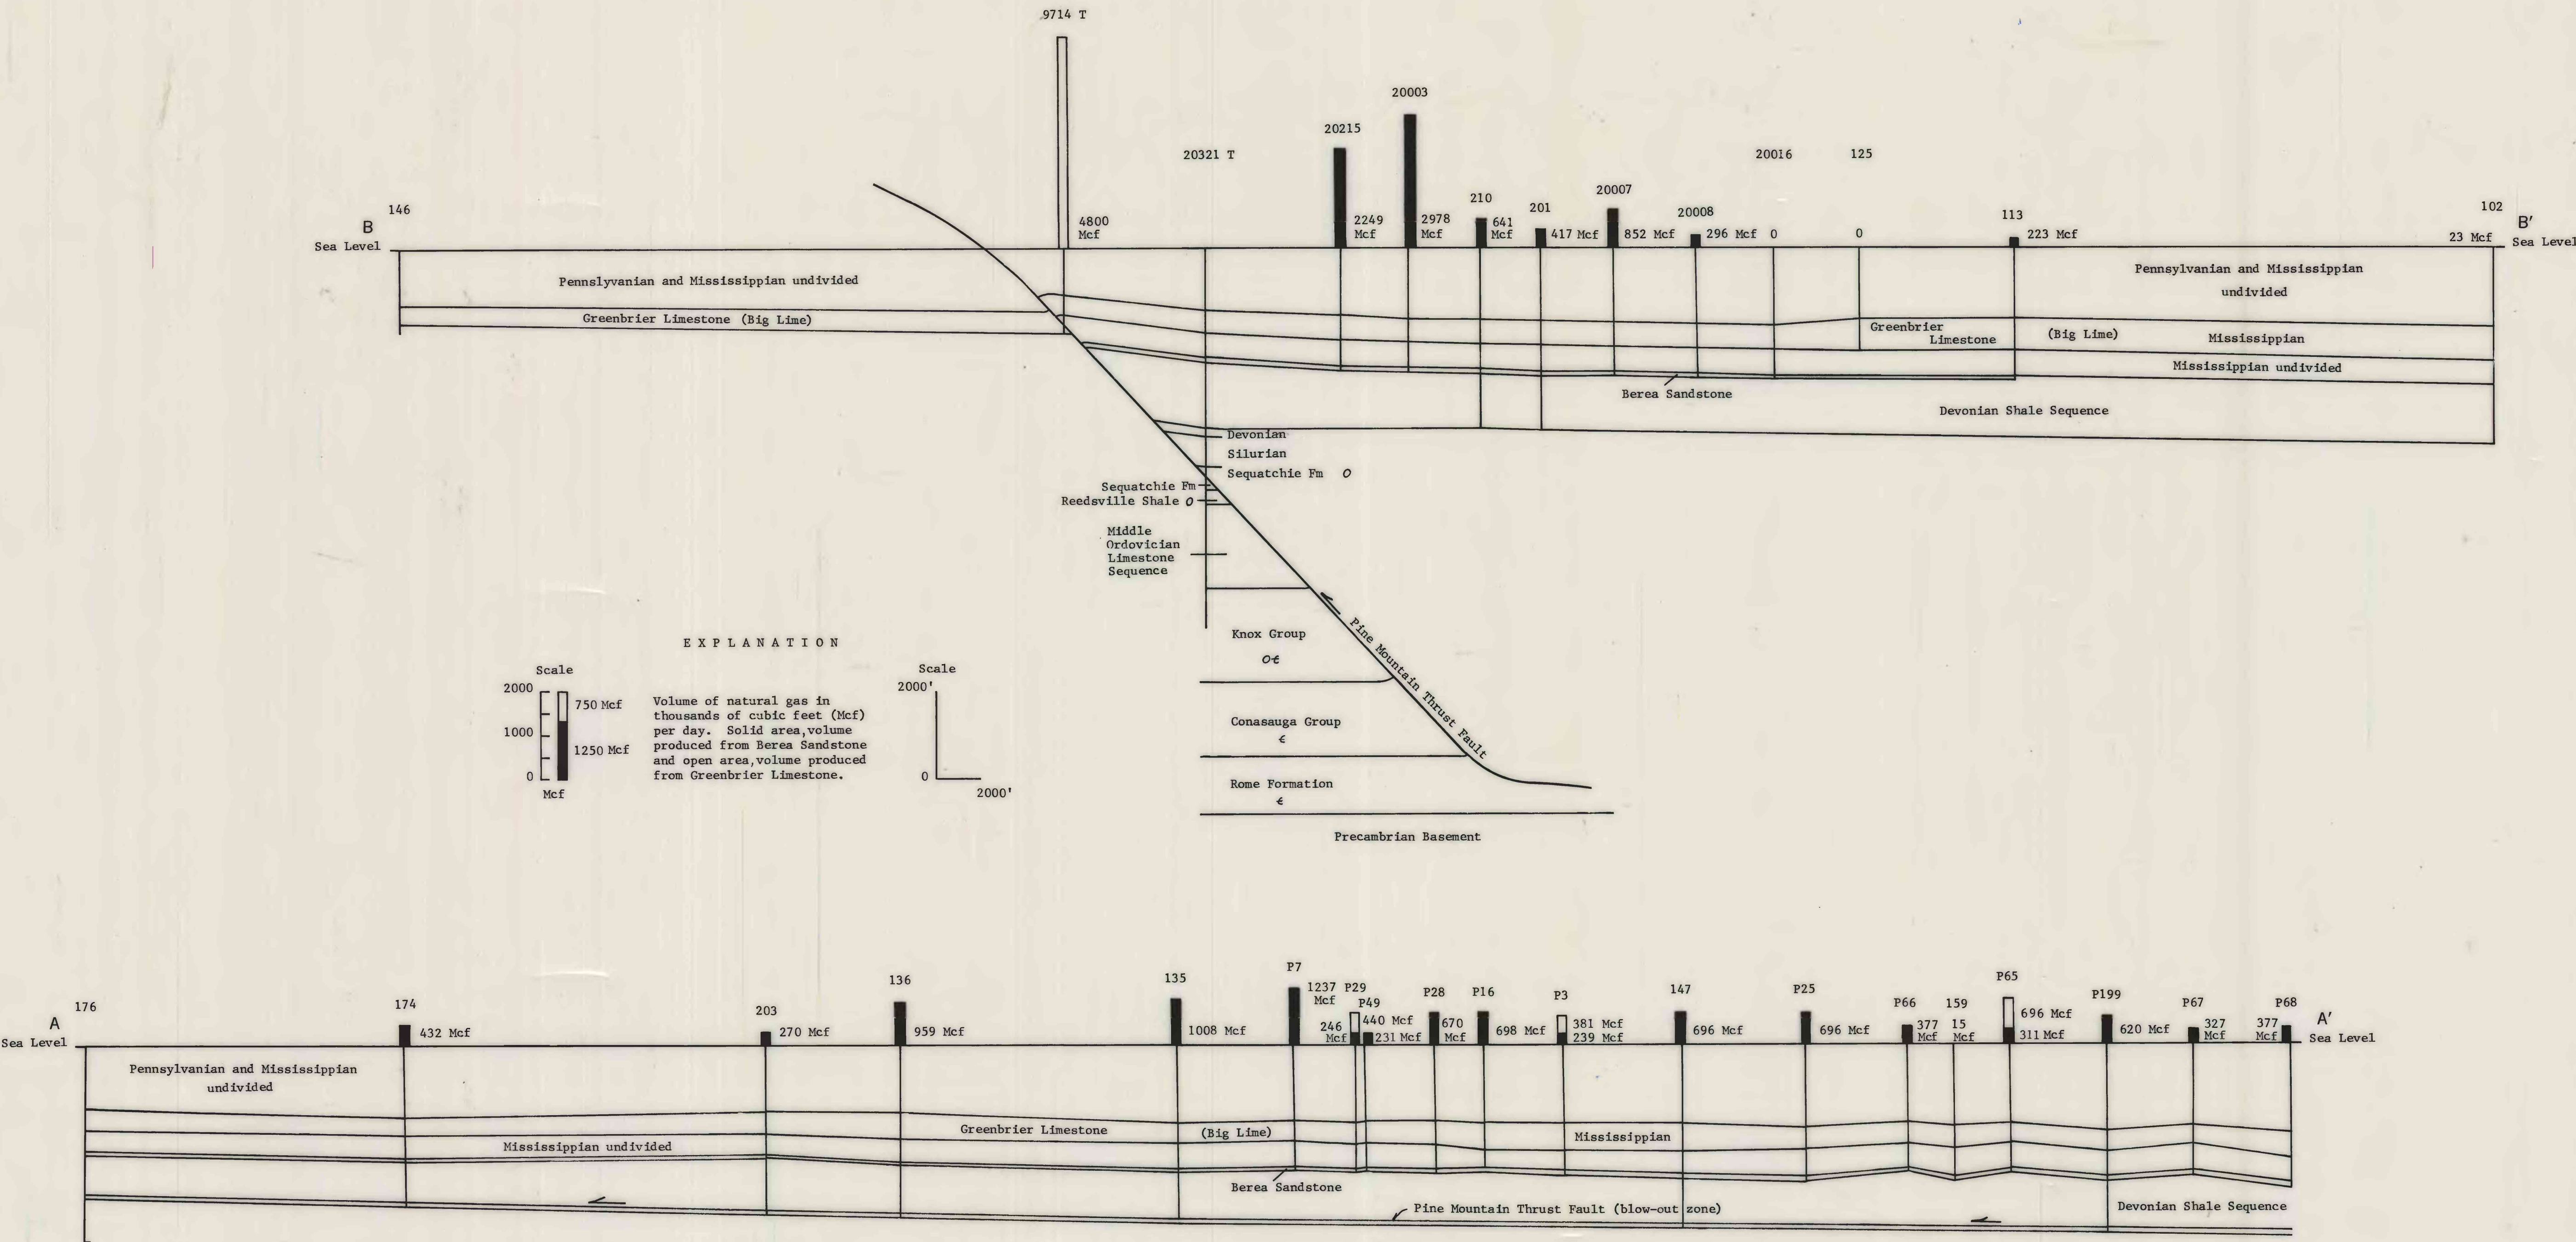 9714 T
20003
20215
20321 T
20016
125
20007
210
201
20008
113
102
146
B
Sea Level
4800
Mcf
2249
Mcf
2978
Mcf
641
Mcf
417 Mcf
852 Mcf
296 Mcf
0
0
223 Mcf
23 Mcf
B′
Sea Level
Pennslyvanian and Mississippian undivided
Greenbrier Limestone (Big Lime)
Pennsylvanian and Mississippian
undivided
Greenbrier
Limestone
(Big Lime)
Mississippian
Mississippian undivided
Berea Sandstone
Devonian Shale Sequence
Devonian
Silurian
Sequatchie Fm O
Sequatchie Fm
Reedsville Shale O
Middle
Ordovician
Limestone
Sequence
Knox Group
OЄ
Pine Mountain Thrust Fault
Conasauga Group
Є
Rome Formation
Є
Precambrian Basement
EXPLANATION
Scale
2000
1000
0
Mcf
750 Mcf
1250 Mcf
Volume of natural gas in
thousands of cubic feet (Mcf)
per day. Solid area,volume
produced from Berea Sandstone
and open area,volume produced
from Greenbrier Limestone.
Scale
2000'
0
2000'
176
174
203
136
135
P7
P29
P49
P28
P16
P3
147
P25
P66
159
P65
P199
P67
P68
A
Sea Level
432 Mcf
270 Mcf
959 Mcf
1008 Mcf
1237
Mcf
246
Mcf
440 Mcf
231 Mcf
670
Mcf
698 Mcf
381 Mcf
239 Mcf
696 Mcf
696 Mcf
377
Mcf
15
Mcf
696 Mcf
311 Mcf
620 Mcf
327
Mcf
377
Mcf
A′
Sea Level
Pennsylvanian and Mississippian
undivided
Greenbrier Limestone
(Big Lime)
Mississippian
Mississippian undivided
Berea Sandstone
Pine Mountain Thrust Fault (blow-out zone)
Devonian Shale Sequence